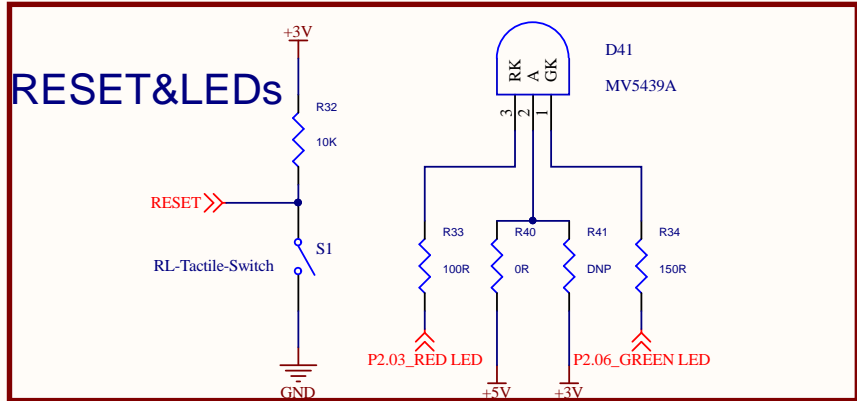 +3V
D41
MV5439A
RK
A
GK
RESET&LEDs
R32
10K
3
2
1
RESET
S1
RL-Tactile-Switch
R33
100R
R40
0R
R41
DNP
R34
150R
P2.03_RED LED
P2.06_GREEN LED
GND
+5V
+3V